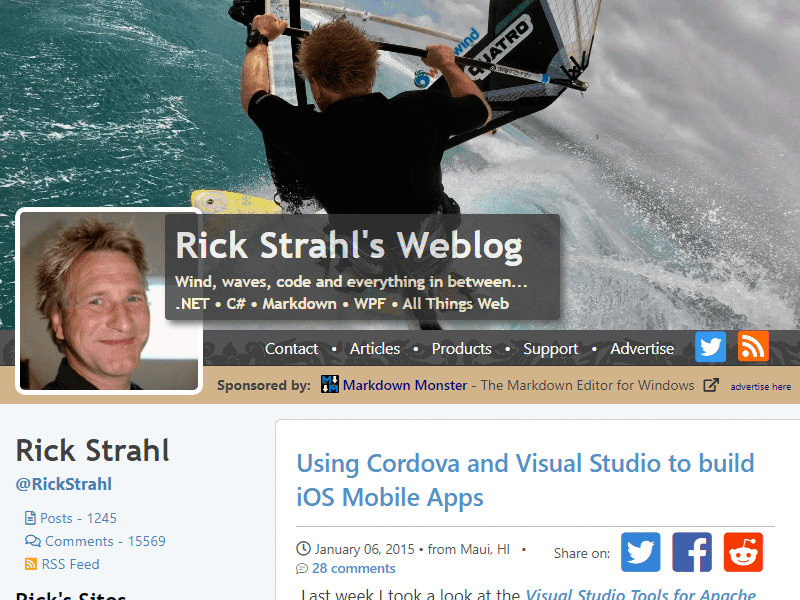 wind
QUATRO
Rick Strahl's Weblog
Wind, waves, code and everything in between...
.NET • C# • Markdown • WPF • All Things Web
Contact • Articles • Products • Support • Advertise
Sponsored by: Markdown Monster - The Markdown Editor for Windows advertise here
Rick Strahl
@RickStrahl
Posts - 1245
Comments - 15569
RSS Feed
Rick's Sites
Using Cordova and Visual Studio to build
iOS Mobile Apps
January 06, 2015 • from Maui, HI •
28 comments
Share on:
Last week I took a look at the Visual Studio Tools for Apache